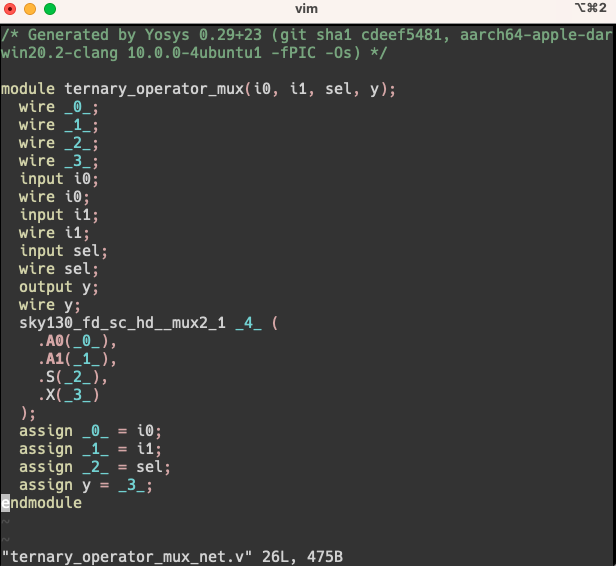 vim
⌥⌘2
/* Generated by Yosys 0.29+23 (git sha1 cdeef5481, aarch64-apple-dar
win20.2-clang 10.0.0-4ubuntu1 -fPIC -Os) */
module ternary_operator_mux(i0, i1, sel, y);
  wire _0_;
  wire _1_;
  wire _2_;
  wire _3_;
  input i0;
  wire i0;
  input i1;
  wire i1;
  input sel;
  wire sel;
  output y;
  wire y;
  sky130_fd_sc_hd__mux2_1 _4_ (
    .A0(_0_),
    .A1(_1_),
    .S(_2_),
    .X(_3_)
  );
  assign _0_ = i0;
  assign _1_ = i1;
  assign _2_ = sel;
  assign y = _3_;
endmodule
~
~
"ternary_operator_mux_net.v" 26L, 475B